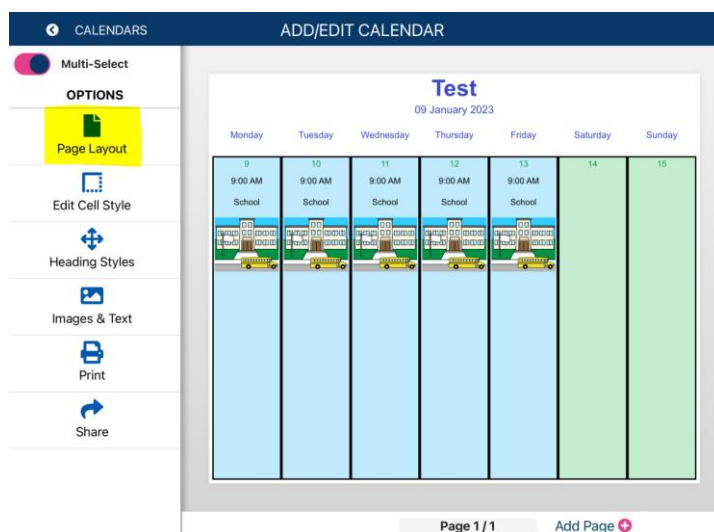 CALENDARS
ADD/EDIT CALENDAR
Multi-Select
OPTIONS
Page Layout
Edit Cell Style
Heading Styles
Images & Text
Print
Share
Test
09 January 2023
Monday Tuesday Wednesday Thursday Friday Saturday Sunday
9 10 11 12 13 14 15
9:00 AM 9:00 AM 9:00 AM 9:00 AM 9:00 AM
School School School School School
Page 1 / 1 Add Page